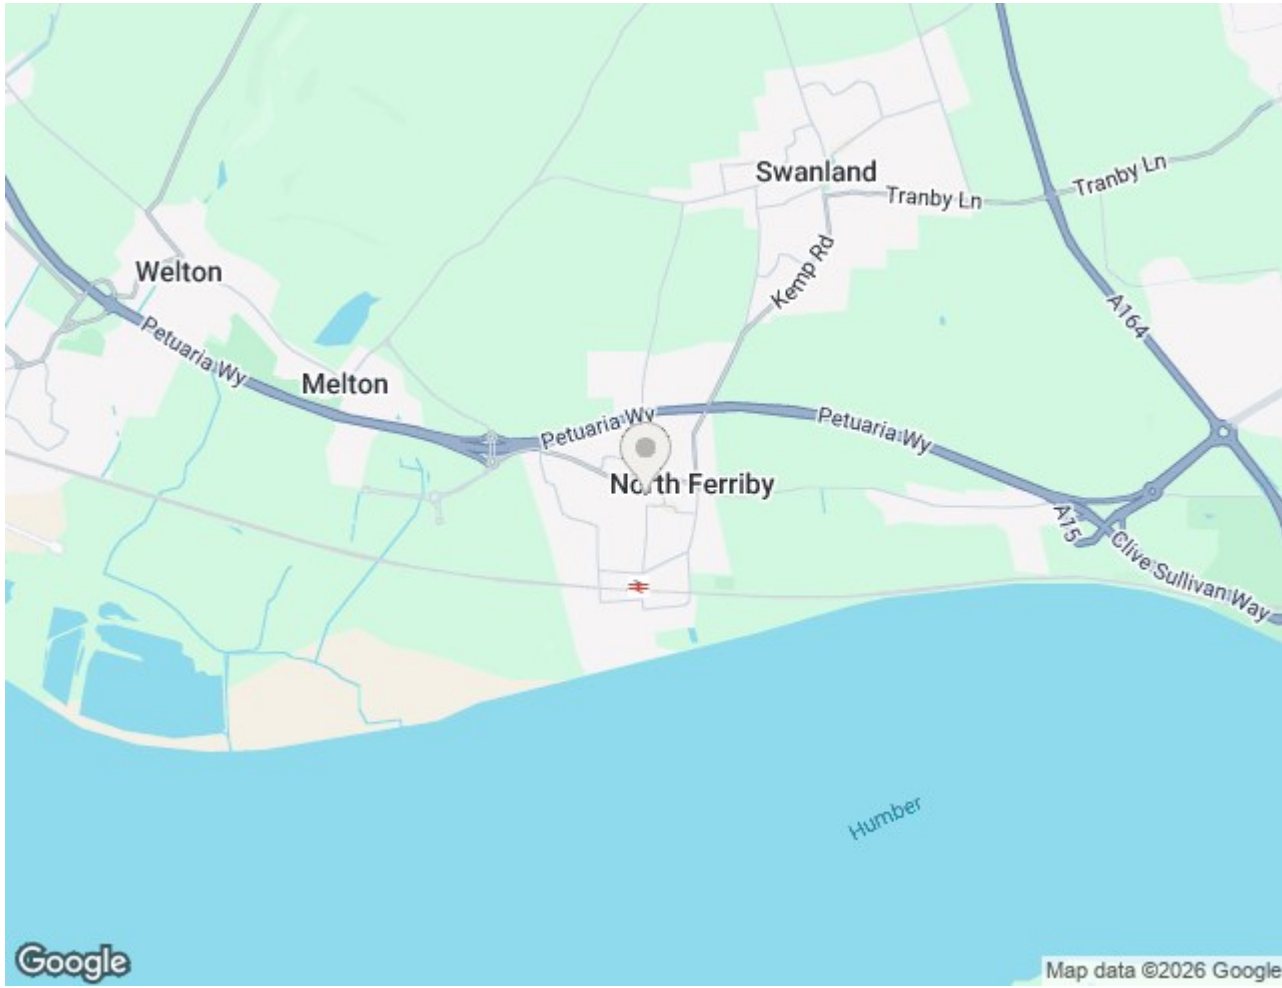 Swanland
Tranby Ln
Tranby Ln
Kemp Rd
Welton
A164
Petuaria Wy
Melton
Petuaria Wy
Petuaria Wy
North Ferriby
A15
Clive Sullivan Way
Humber
Google
Map data ©2026 Google